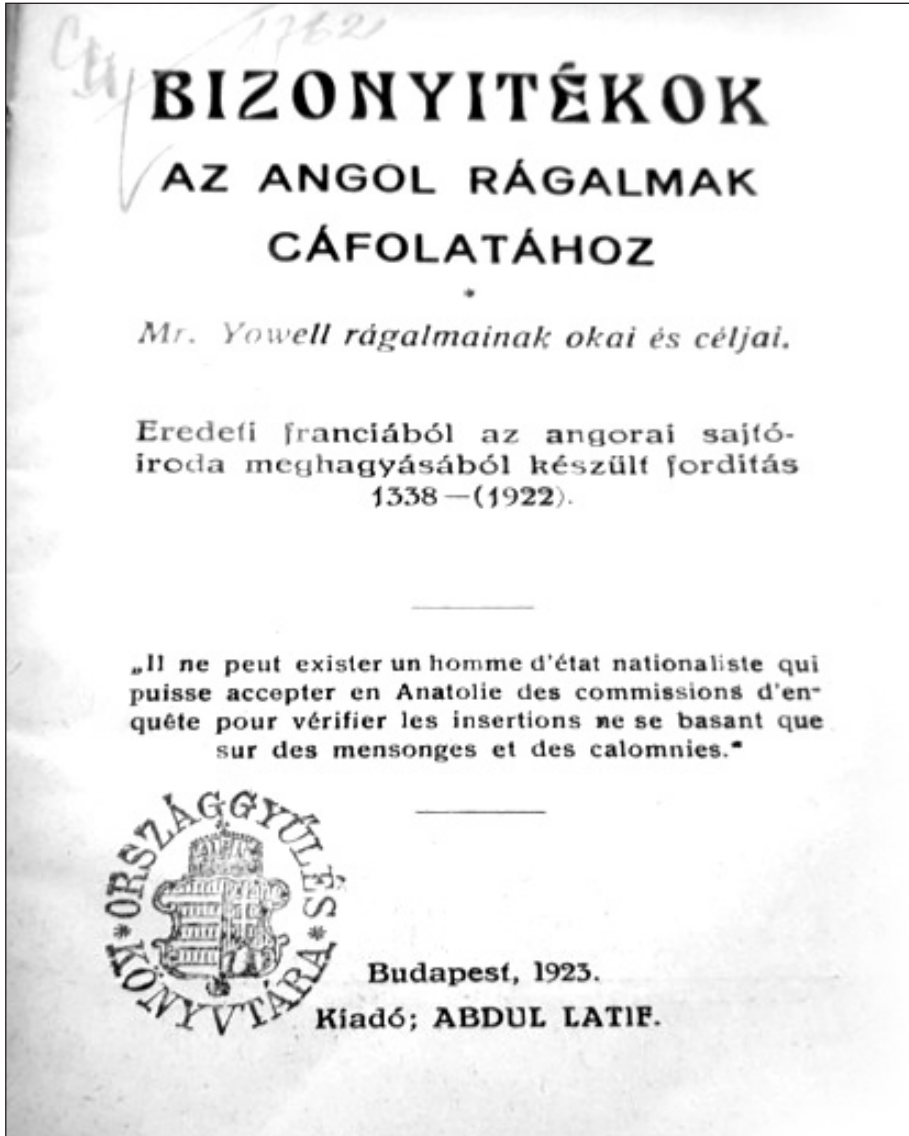 17621
BIZONYITÉKOK
AZ ANGOL RÁGALMAK
CÁFOLATÁHOZ
*
Mr. Yowell rágalmainak okai és céljai.
Eredeti franciából az angorai sajtó-
iroda meghagyásából készült forditás
1338—(1922).
„Il ne peut exister un homme d'état nationaliste qui
puisse accepter en Anatolie des commissions d'en-
quête pour vérifier les insertions ne se basant que
sur des mensonges et des calomnies."
* ORSZÁGGYŰLÉS * KÖNYVTÁRA
Budapest, 1923.
Kiadó; ABDUL LATIF.